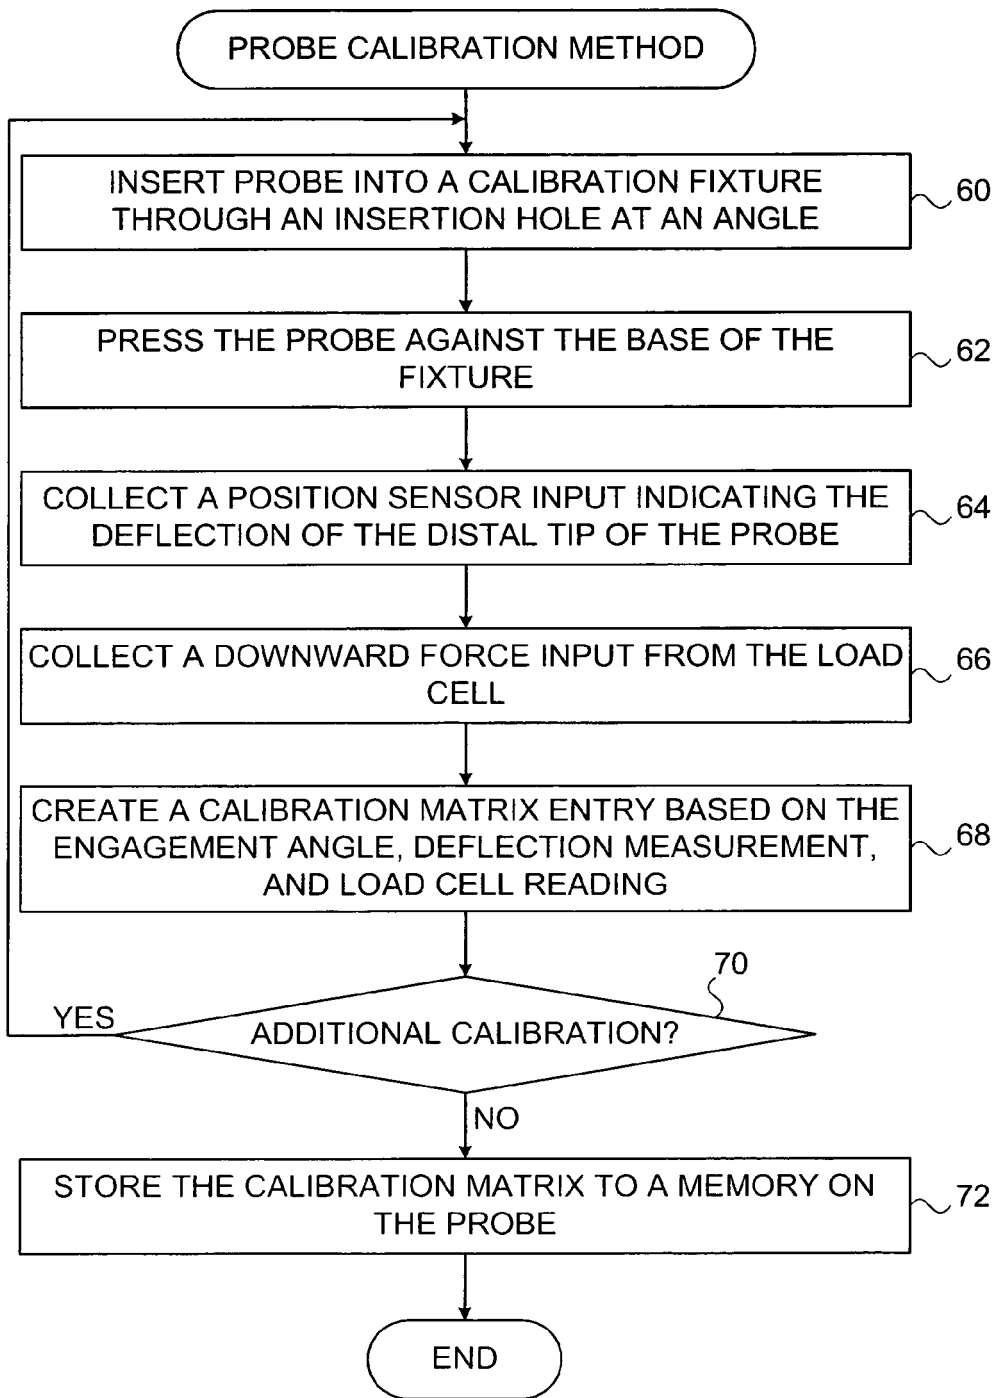 PROBE CALIBRATION METHOD
INSERT PROBE INTO A CALIBRATION FIXTURE
THROUGH AN INSERTION HOLE AT AN ANGLE
60
PRESS THE PROBE AGAINST THE BASE OF THE
FIXTURE
62
COLLECT A POSITION SENSOR INPUT INDICATING THE
DEFLECTION OF THE DISTAL TIP OF THE PROBE
64
COLLECT A DOWNWARD FORCE INPUT FROM THE LOAD
CELL
66
CREATE A CALIBRATION MATRIX ENTRY BASED ON THE
ENGAGEMENT ANGLE, DEFLECTION MEASUREMENT,
AND LOAD CELL READING
68
70
YES
ADDITIONAL CALIBRATION?
NO
STORE THE CALIBRATION MATRIX TO A MEMORY ON
THE PROBE
72
END